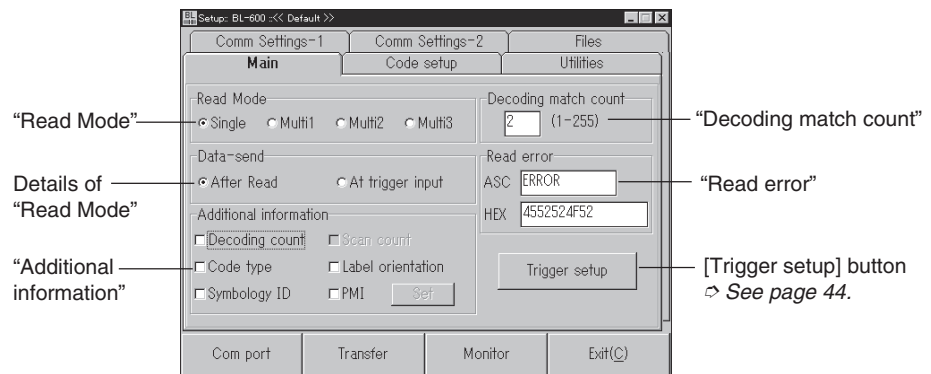 BL Setup:: BL-600 ::<< Default >>
Comm Settings-1 Comm Settings-2 Files
Main Code setup Utilities
Read Mode
Single Multi1 Multi2 Multi3
Decoding match count
2 (1-255)
Data-send
After Read At trigger input
Read error
ASC ERROR
HEX 4552524F52
Additional information
Decoding count Scan count
Code type Label orientation
Symbology ID PMI Set
Trigger setup
Com port Transfer Monitor Exit(C)
“Read Mode”
Details of
“Read Mode”
“Additional
information”
“Decoding match count”
“Read error”
[Trigger setup] button
➩ See page 44.